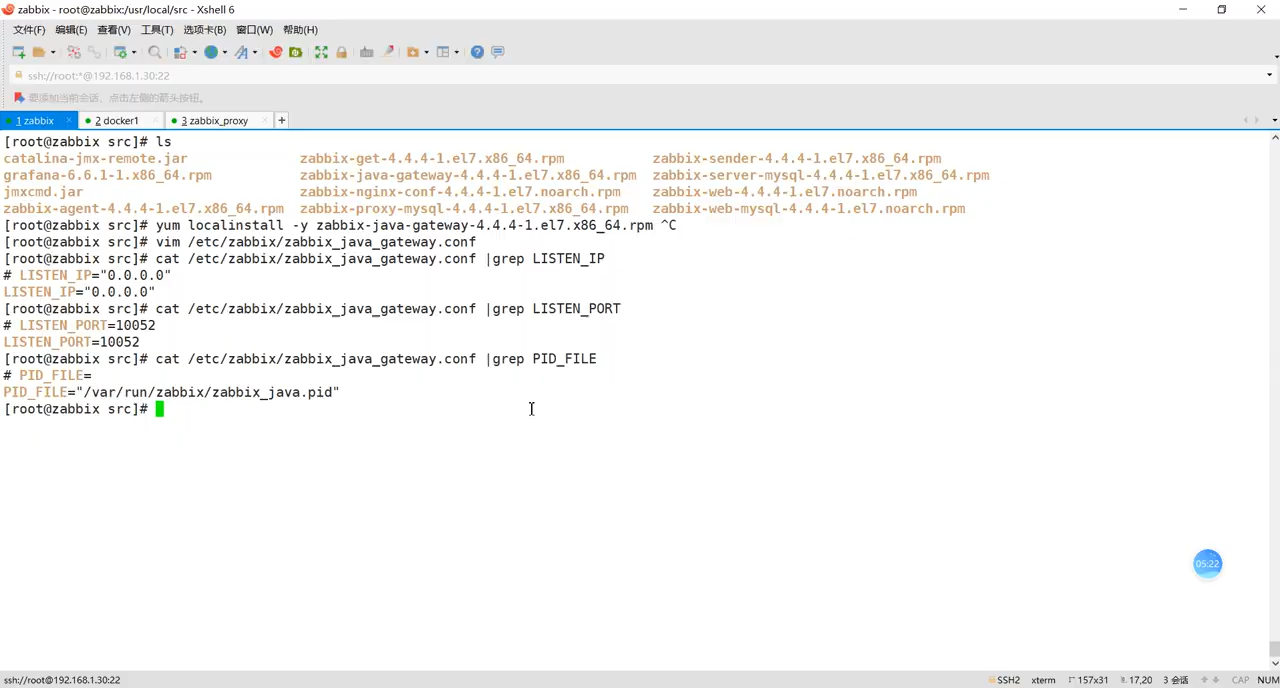 zabbix - root@zabbix:/usr/local/src - Xshell 6
文件(F) 编辑(E) 查看(V) 工具(T) 选项卡(B) 窗口(W) 帮助(H)
ssh://root:*@192.168.1.30:22
要添加当前会话，点击左侧的箭头按钮。
1 zabbix × 2 docker1 × 3 zabbix_proxy × +
[root@zabbix src]# ls
catalina-jmx-remote.jar zabbix-get-4.4.4-1.el7.x86_64.rpm zabbix-sender-4.4.4-1.el7.x86_64.rpm
grafana-6.6.1-1.x86_64.rpm zabbix-java-gateway-4.4.4-1.el7.x86_64.rpm zabbix-server-mysql-4.4.4-1.el7.x86_64.rpm
jmxcmd.jar zabbix-nginx-conf-4.4.4-1.el7.noarch.rpm zabbix-web-4.4.4-1.el7.noarch.rpm
zabbix-agent-4.4.4-1.el7.x86_64.rpm zabbix-proxy-mysql-4.4.4-1.el7.x86_64.rpm zabbix-web-mysql-4.4.4-1.el7.noarch.rpm
[root@zabbix src]# yum localinstall -y zabbix-java-gateway-4.4.4-1.el7.x86_64.rpm ^C
[root@zabbix src]# vim /etc/zabbix/zabbix_java_gateway.conf
[root@zabbix src]# cat /etc/zabbix/zabbix_java_gateway.conf |grep LISTEN_IP
# LISTEN_IP="0.0.0.0"
LISTEN_IP="0.0.0.0"
[root@zabbix src]# cat /etc/zabbix/zabbix_java_gateway.conf |grep LISTEN_PORT
# LISTEN_PORT=10052
LISTEN_PORT=10052
[root@zabbix src]# cat /etc/zabbix/zabbix_java_gateway.conf |grep PID_FILE
# PID_FILE=
PID_FILE="/var/run/zabbix/zabbix_java.pid"
[root@zabbix src]#
05:22
ssh://root@192.168.1.30:22 SSH2 xterm 157x31 17,20 3 会话 CAP NUM